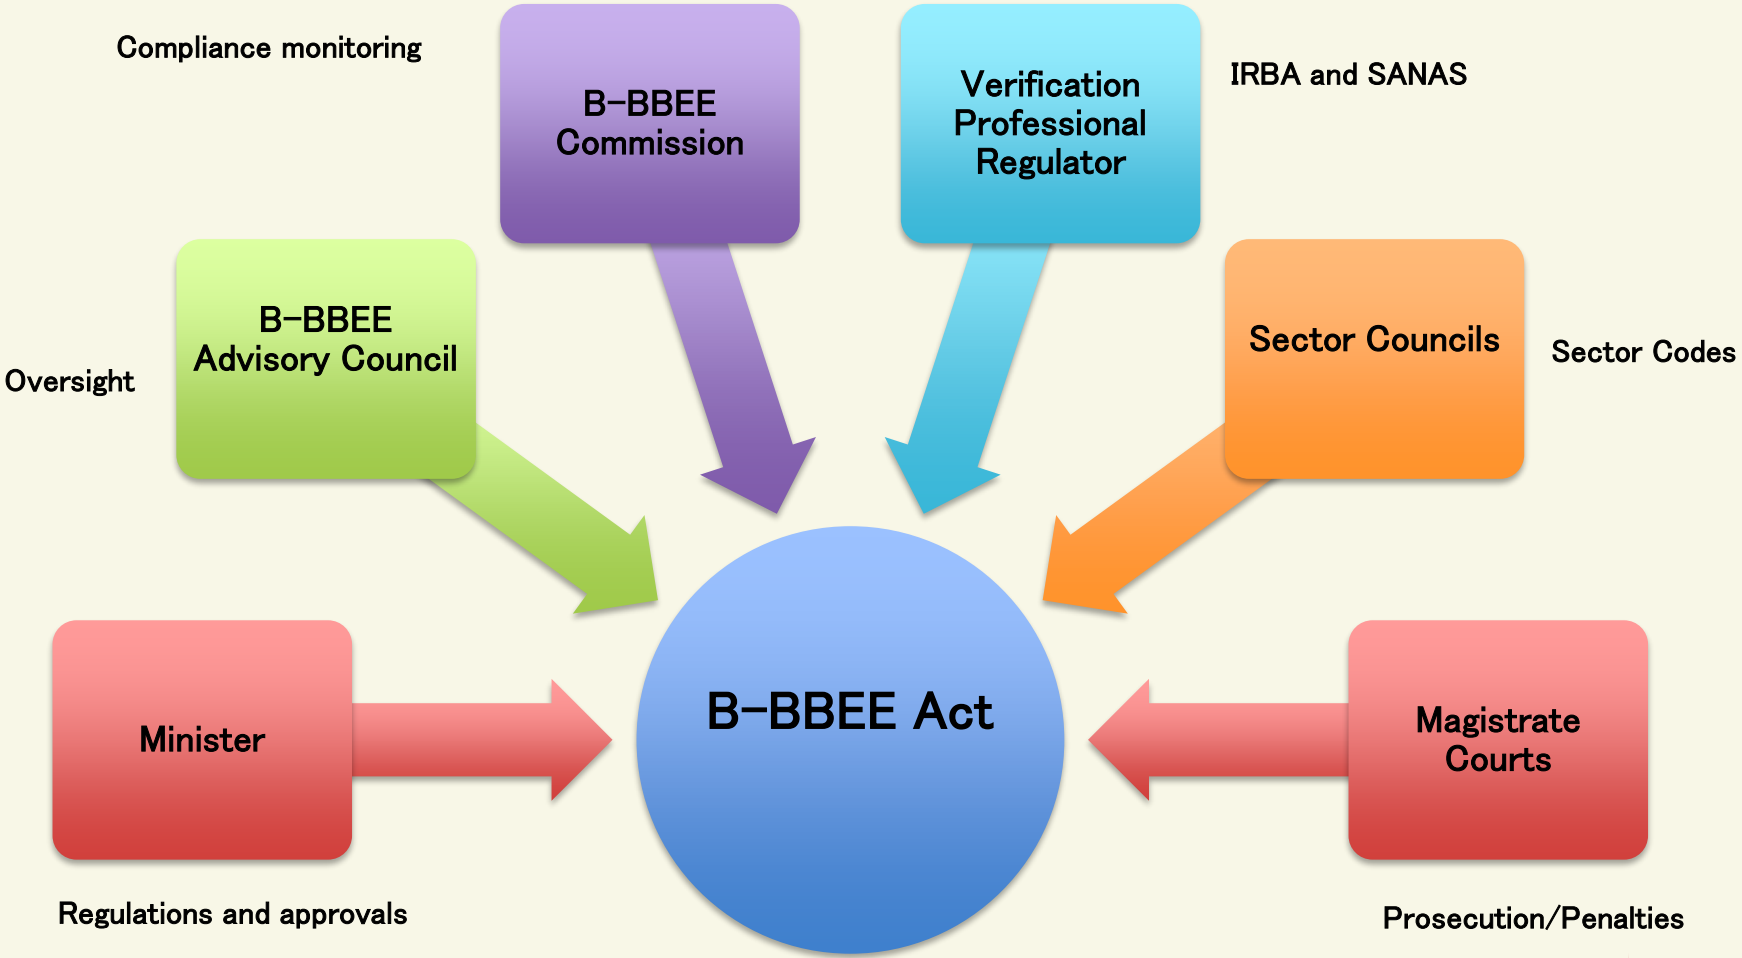 Compliance monitoring
B-BBEE
Commission
Verification
Professional
Regulator
IRBA and SANAS
B-BBEE
Advisory Council
Oversight
Sector Councils
Sector Codes
B-BBEE Act
Minister
Regulations and approvals
Magistrate
Courts
Prosecution/Penalties